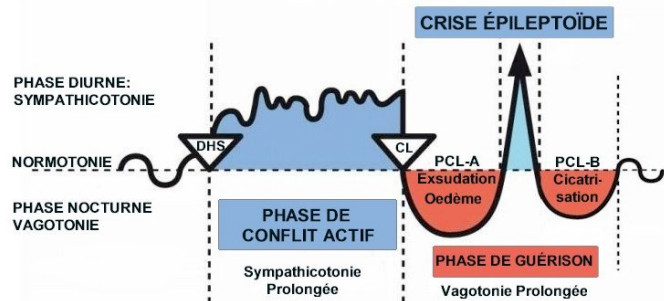 CRISE ÉPILEPTOÏDE
PHASE DIURNE:
SYMPATHICOTONIE
DHS
CL
NORMOTONIE
PCL-A
Exsudation
Oedème
PCL-B
Cicatri-
sation
PHASE NOCTURNE
VAGOTONIE
PHASE DE
CONFLIT ACTIF
PHASE DE GUÉRISON
Sympathicotonie
Prolongée
Vagotonie Prolongée